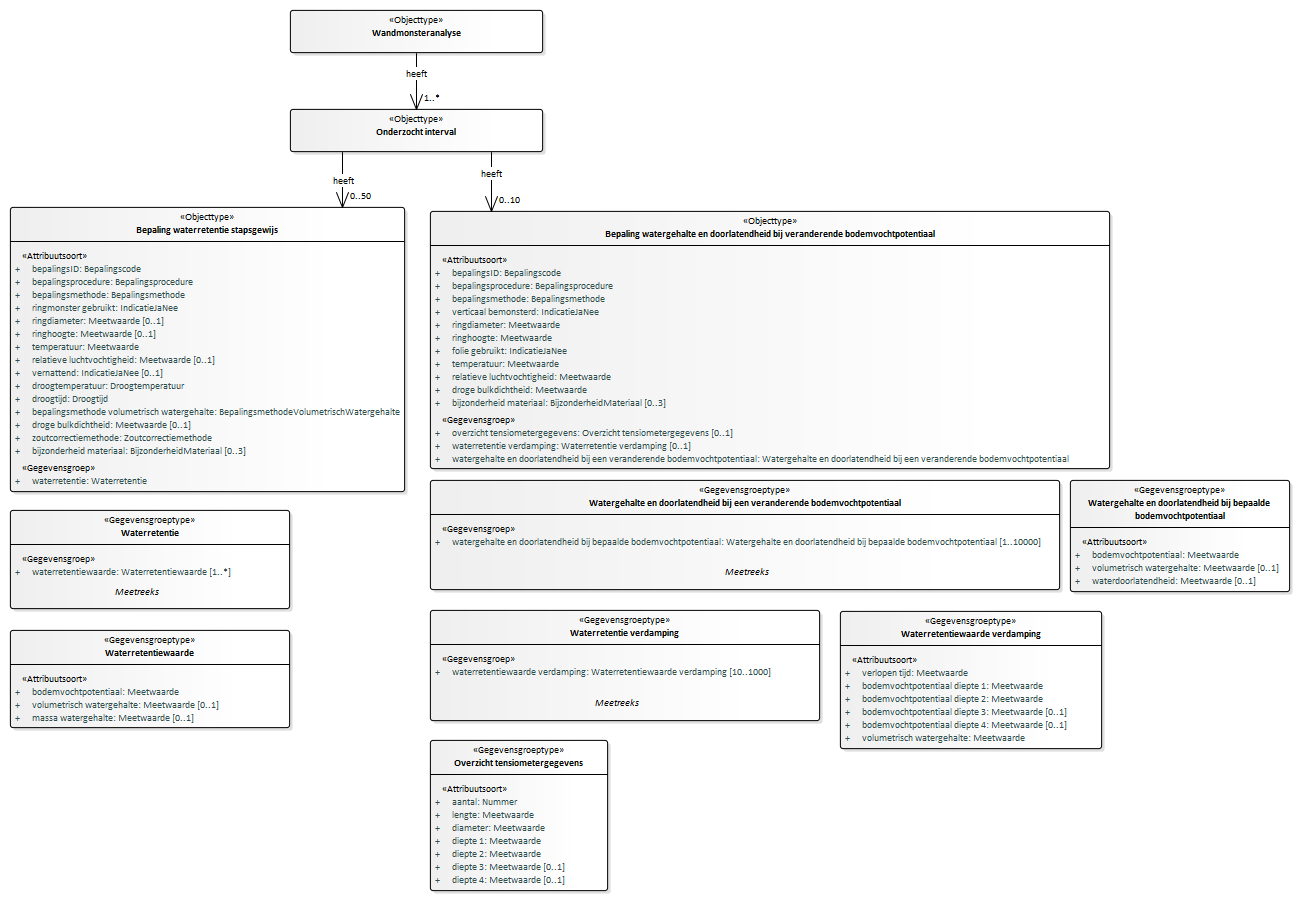 «Objecttype»
Wandmonsteranalyse
heeft
1..*
«Objecttype»
Onderzocht interval
heeft
0..50
heeft
0..10
«Objecttype»
Bepaling waterretentie stapsgewijs
«Attribuutsoort»
+ bepalingsID: Bepalingscode
+ bepalingsprocedure: Bepalingsprocedure
+ bepalingsmethode: Bepalingsmethode
+ ringmonster gebruikt: IndicatieJaNee
+ ringdiameter: Meetwaarde [0..1]
+ ringhoogte: Meetwaarde [0..1]
+ temperatuur: Meetwaarde
+ relatieve luchtvochtigheid: Meetwaarde [0..1]
+ vernattend: IndicatieJaNee [0..1]
+ droogtemperatuur: Droogtemperatuur
+ droogtijd: Droogtijd
+ bepalingsmethode volumetrisch watergehalte: BepalingsmethodeVolumetrischWatergehalte
+ droge bulkdichtheid: Meetwaarde [0..1]
+ zoutcorrectiemethode: Zoutcorrectiemethode
+ bijzonderheid materiaal: BijzonderheidMateriaal [0..3]
«Gegevensgroep»
+ waterretentie: Waterretentie
«Objecttype»
Bepaling watergehalte en doorlatendheid bij veranderende bodemvochtpotentiaal
«Attribuutsoort»
+ bepalingsID: Bepalingscode
+ bepalingsprocedure: Bepalingsprocedure
+ bepalingsmethode: Bepalingsmethode
+ verticaal bemonsterd: IndicatieJaNee
+ ringdiameter: Meetwaarde
+ ringhoogte: Meetwaarde
+ folie gebruikt: IndicatieJaNee
+ temperatuur: Meetwaarde
+ relatieve luchtvochtigheid: Meetwaarde
+ droge bulkdichtheid: Meetwaarde
+ bijzonderheid materiaal: BijzonderheidMateriaal [0..3]
«Gegevensgroep»
+ overzicht tensiometergegevens: Overzicht tensiometergegevens [0..1]
+ waterretentie verdamping: Waterretentie verdamping [0..1]
+ watergehalte en doorlatendheid bij een veranderende bodemvochtpotentiaal: Watergehalte en doorlatendheid bij een veranderende bodemvochtpotentiaal
«Gegevensgroeptype»
Waterretentie
«Gegevensgroep»
+ waterretentiewaarde: Waterretentiewaarde [1..*]
Meetreeks
«Gegevensgroeptype»
Watergehalte en doorlatendheid bij een veranderende bodemvochtpotentiaal
«Gegevensgroep»
+ watergehalte en doorlatendheid bij bepaalde bodemvochtpotentiaal: Watergehalte en doorlatendheid bij bepaalde bodemvochtpotentiaal [1..10000]
Meetreeks
«Gegevensgroeptype»
Watergehalte en doorlatendheid bij bepaalde
bodemvochtpotentiaal
«Attribuutsoort»
+ bodemvochtpotentiaal: Meetwaarde
+ volumetrisch watergehalte: Meetwaarde [0..1]
+ waterdoorlatendheid: Meetwaarde [0..1]
«Gegevensgroeptype»
Waterretentiewaarde
«Attribuutsoort»
+ bodemvochtpotentiaal: Meetwaarde
+ volumetrisch watergehalte: Meetwaarde [0..1]
+ massa watergehalte: Meetwaarde [0..1]
«Gegevensgroeptype»
Waterretentie verdamping
«Gegevensgroep»
+ waterretentiewaarde verdamping: Waterretentiewaarde verdamping [10..1000]
Meetreeks
«Gegevensgroeptype»
Waterretentiewaarde verdamping
«Attribuutsoort»
+ verlopen tijd: Meetwaarde
+ bodemvochtpotentiaal diepte 1: Meetwaarde
+ bodemvochtpotentiaal diepte 2: Meetwaarde
+ bodemvochtpotentiaal diepte 3: Meetwaarde [0..1]
+ bodemvochtpotentiaal diepte 4: Meetwaarde [0..1]
+ volumetrisch watergehalte: Meetwaarde
«Gegevensgroeptype»
Overzicht tensiometergegevens
«Attribuutsoort»
+ aantal: Nummer
+ lengte: Meetwaarde
+ diameter: Meetwaarde
+ diepte 1: Meetwaarde
+ diepte 2: Meetwaarde
+ diepte 3: Meetwaarde [0..1]
+ diepte 4: Meetwaarde [0..1]